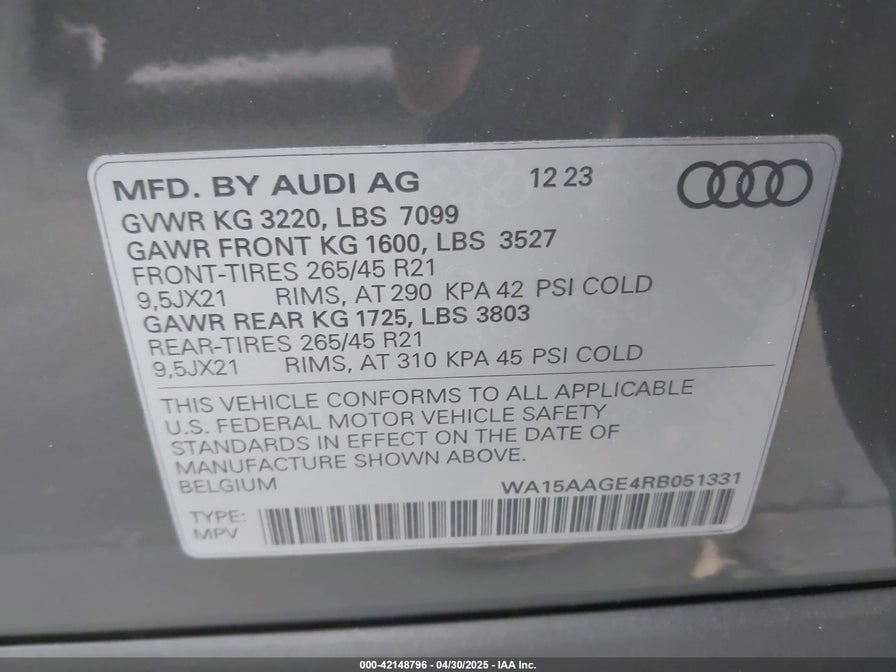 MFD. BY AUDI AG 12 23
GVWR KG 3220, LBS 7099
GAWR FRONT KG 1600, LBS 3527
FRONT-TIRES 265/45 R21
9,5JX21 RIMS, AT 290 KPA 42 PSI COLD
GAWR REAR KG 1725, LBS 3803
REAR-TIRES 265/45 R21
9,5JX21 RIMS, AT 310 KPA 45 PSI COLD
THIS VEHICLE CONFORMS TO ALL APPLICABLE
U.S. FEDERAL MOTOR VEHICLE SAFETY
STANDARDS IN EFFECT ON THE DATE OF
MANUFACTURE SHOWN ABOVE.
BELGIUM WA15AAGE4RB051331
TYPE:
MPV
000-42148796 - 04/30/2025 - IAA Inc.